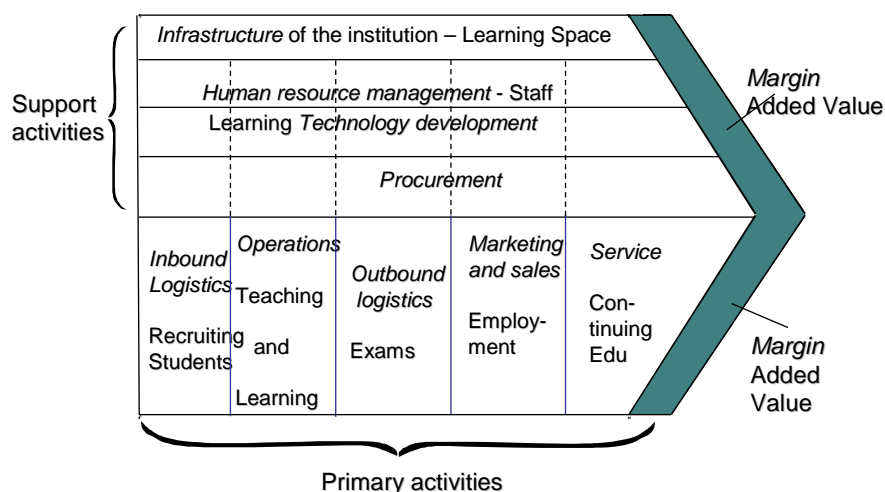 Infrastructure of the institution – Learning Space
Human resource management - Staff
Learning Technology development
Procurement
Support
activities
Margin
Added Value
Inbound
Logistics
Recruiting
Students
Operations
Teaching
and
Learning
Outbound
logistics
Exams
Marketing
and sales
Employ-
ment
Service
Con-
tinuing
Edu
Margin
Added
Value
Primary activities